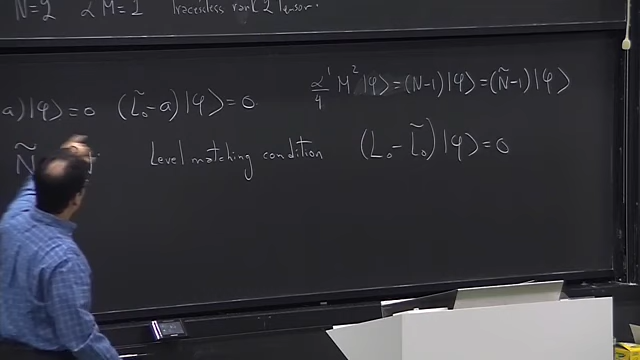 N=2 α'M²=1 Traceless rank 2 tensor.
a)|φ⟩=0 (L̃₀-a)|φ⟩=0. α'/4 M²|φ⟩=(N-1)|φ⟩=(Ñ-1)|φ⟩
Ñ Level matching condition (L₀-L̃₀)|φ⟩=0